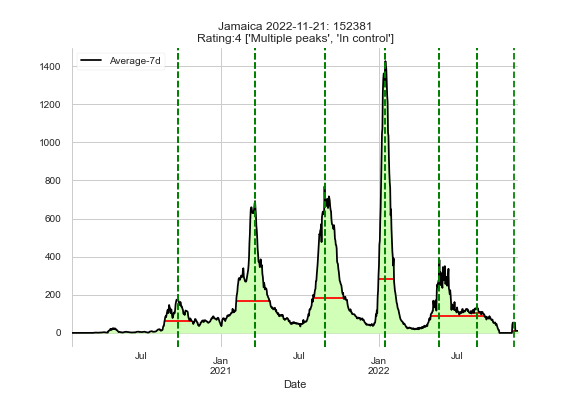 Jamaica 2022-11-21: 152381
Rating:4 ['Multiple peaks', 'In control']
Average-7d
1400
1200
1000
800
600
400
200
0
Jul
Jan
2021
Jul
Jan
2022
Jul
Date